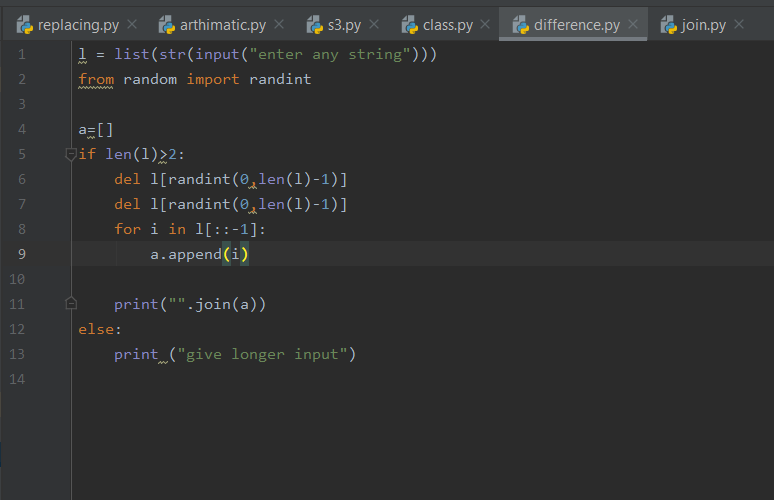 replacing.py arthimatic.py s3.py class.py difference.py join.py
1 l = list(str(input("enter any string")))
2 from random import randint
3
4 a=[]
5 if len(l)>2:
6     del l[randint(0,len(l)-1)]
7     del l[randint(0,len(l)-1)]
8     for i in l[::-1]:
9         a.append(i)
10
11     print("".join(a))
12 else:
13     print ("give longer input")
14